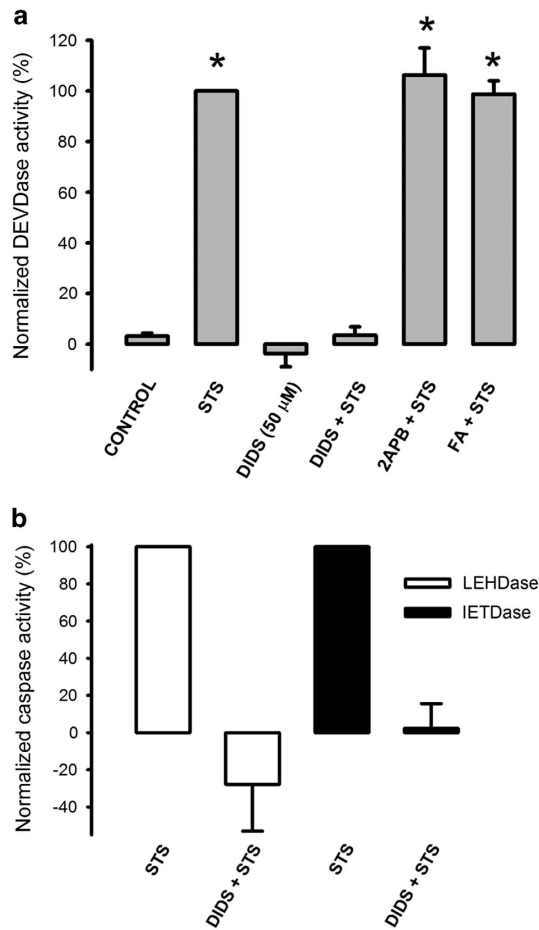 a
Normalized DEVDase activity (%)
120
100
80
60
40
20
0
*
*
*
CONTROL
STS
DIDS (50 µM)
DIDS + STS
2APB + STS
FA + STS
b
Normalized caspase activity (%)
100
80
60
40
20
0
-20
-40
LEHDase
IETDase
STS
DIDS + STS
STS
DIDS + STS